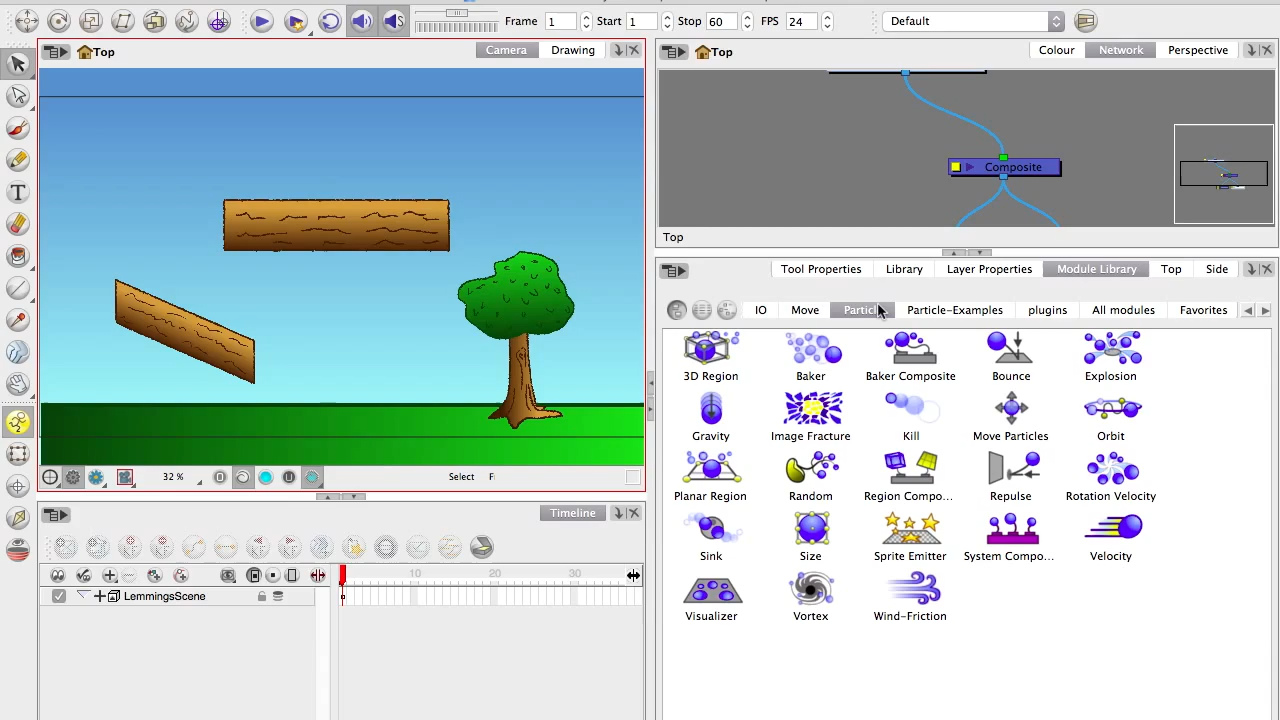 Frame 1 Start 1 Stop 60 FPS 24 Default
Top Camera Drawing
Top Colour Network Perspective
Composite
Top
Tool Properties Library Layer Properties Module Library Top Side
IO Move Particle Particle-Examples plugins All modules Favorites
3D Region Baker Baker Composite Bounce Explosion
Gravity Image Fracture Kill Move Particles Orbit
Planar Region Random Region Compo... Repulse Rotation Velocity
Sink Size Sprite Emitter System Compo... Velocity
Visualizer Vortex Wind-Friction
32 % Select F
Timeline
10 20 30
LemmingsScene